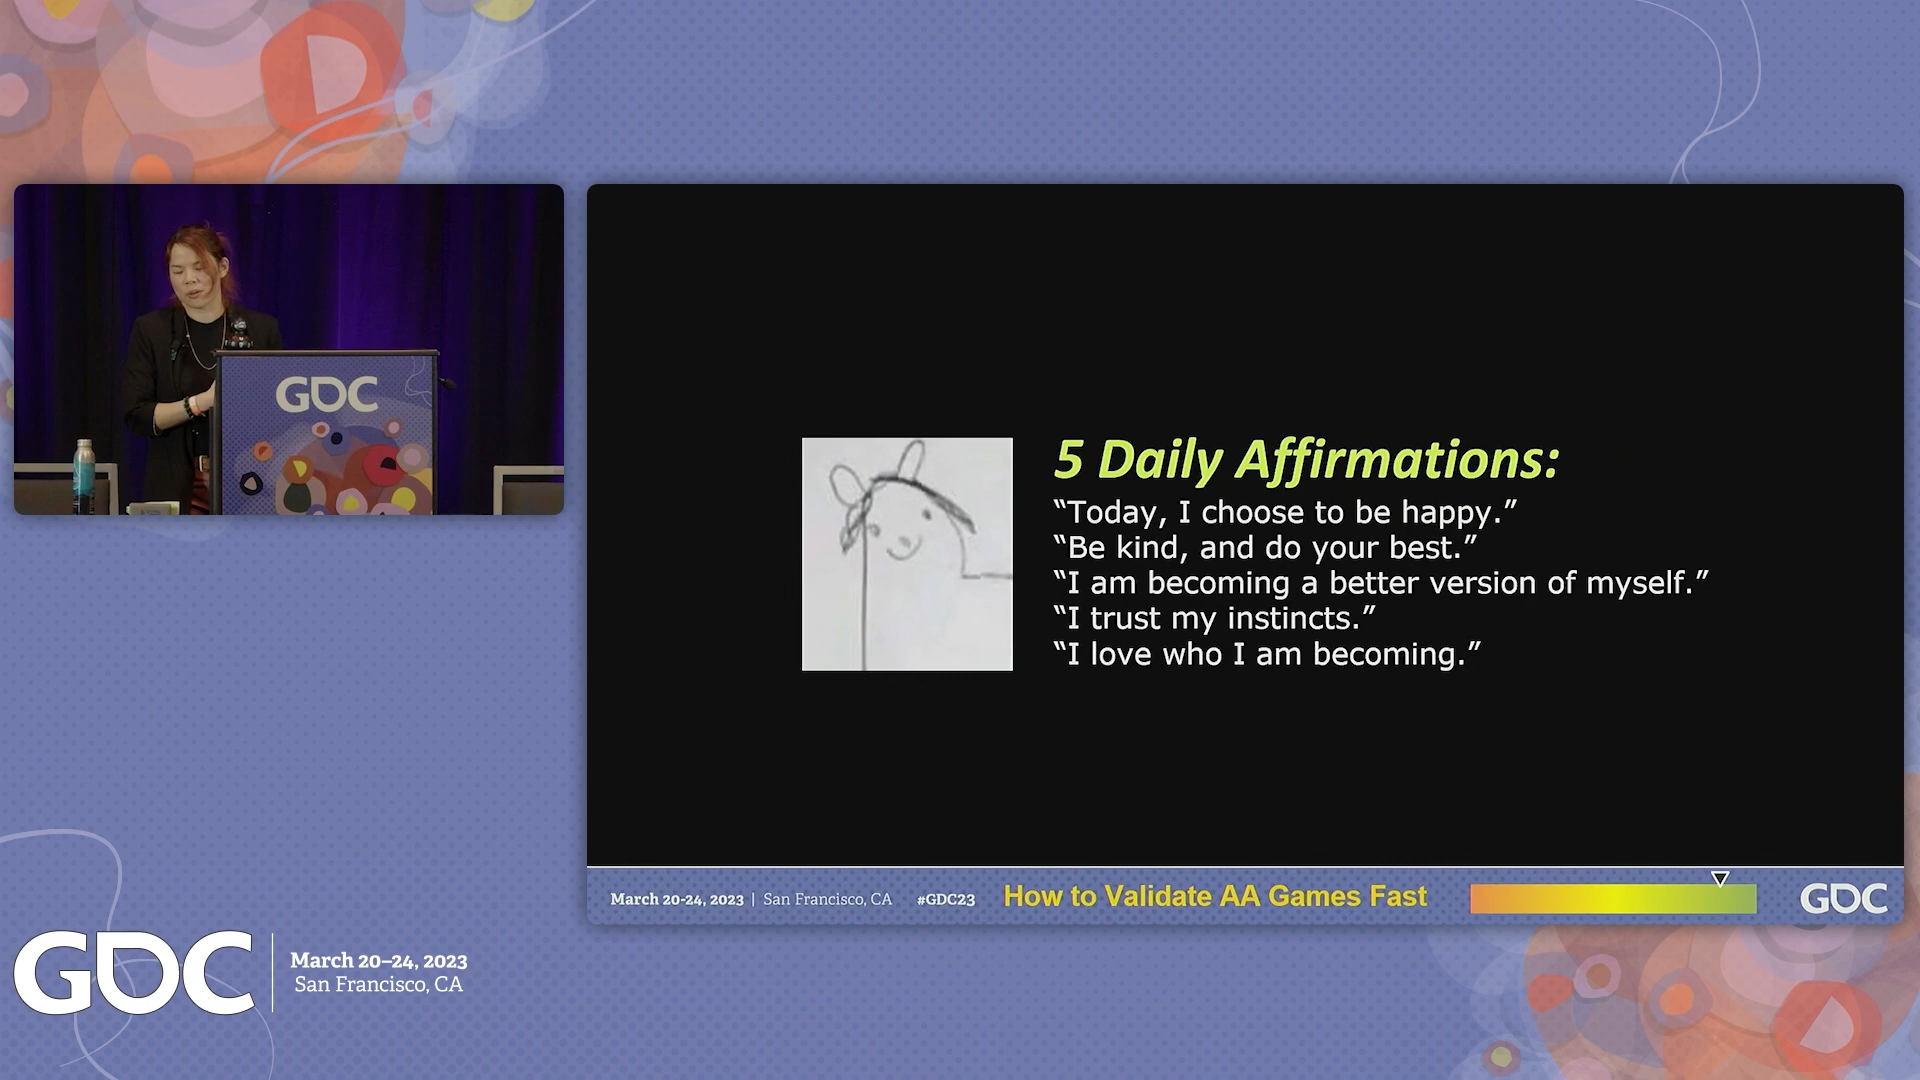 GDC
5 Daily Affirmations:
“Today, I choose to be happy.”
“Be kind, and do your best.”
“I am becoming a better version of myself.”
“I trust my instincts.”
“I love who I am becoming.”
March 20-24, 2023 | San Francisco, CA #GDC23 How to Validate AA Games Fast GDC
GDC
March 20–24, 2023
San Francisco, CA